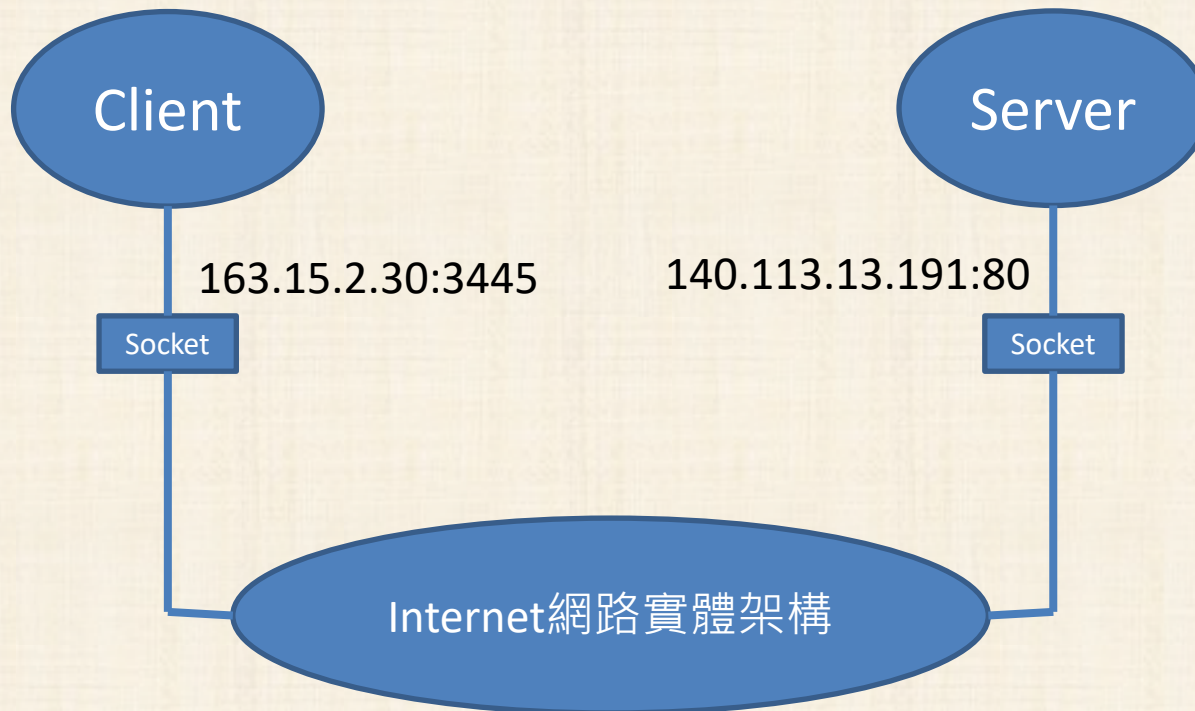 Client
Server
163.15.2.30:3445
140.113.13.191:80
Socket
Socket
Internet網路實體架構